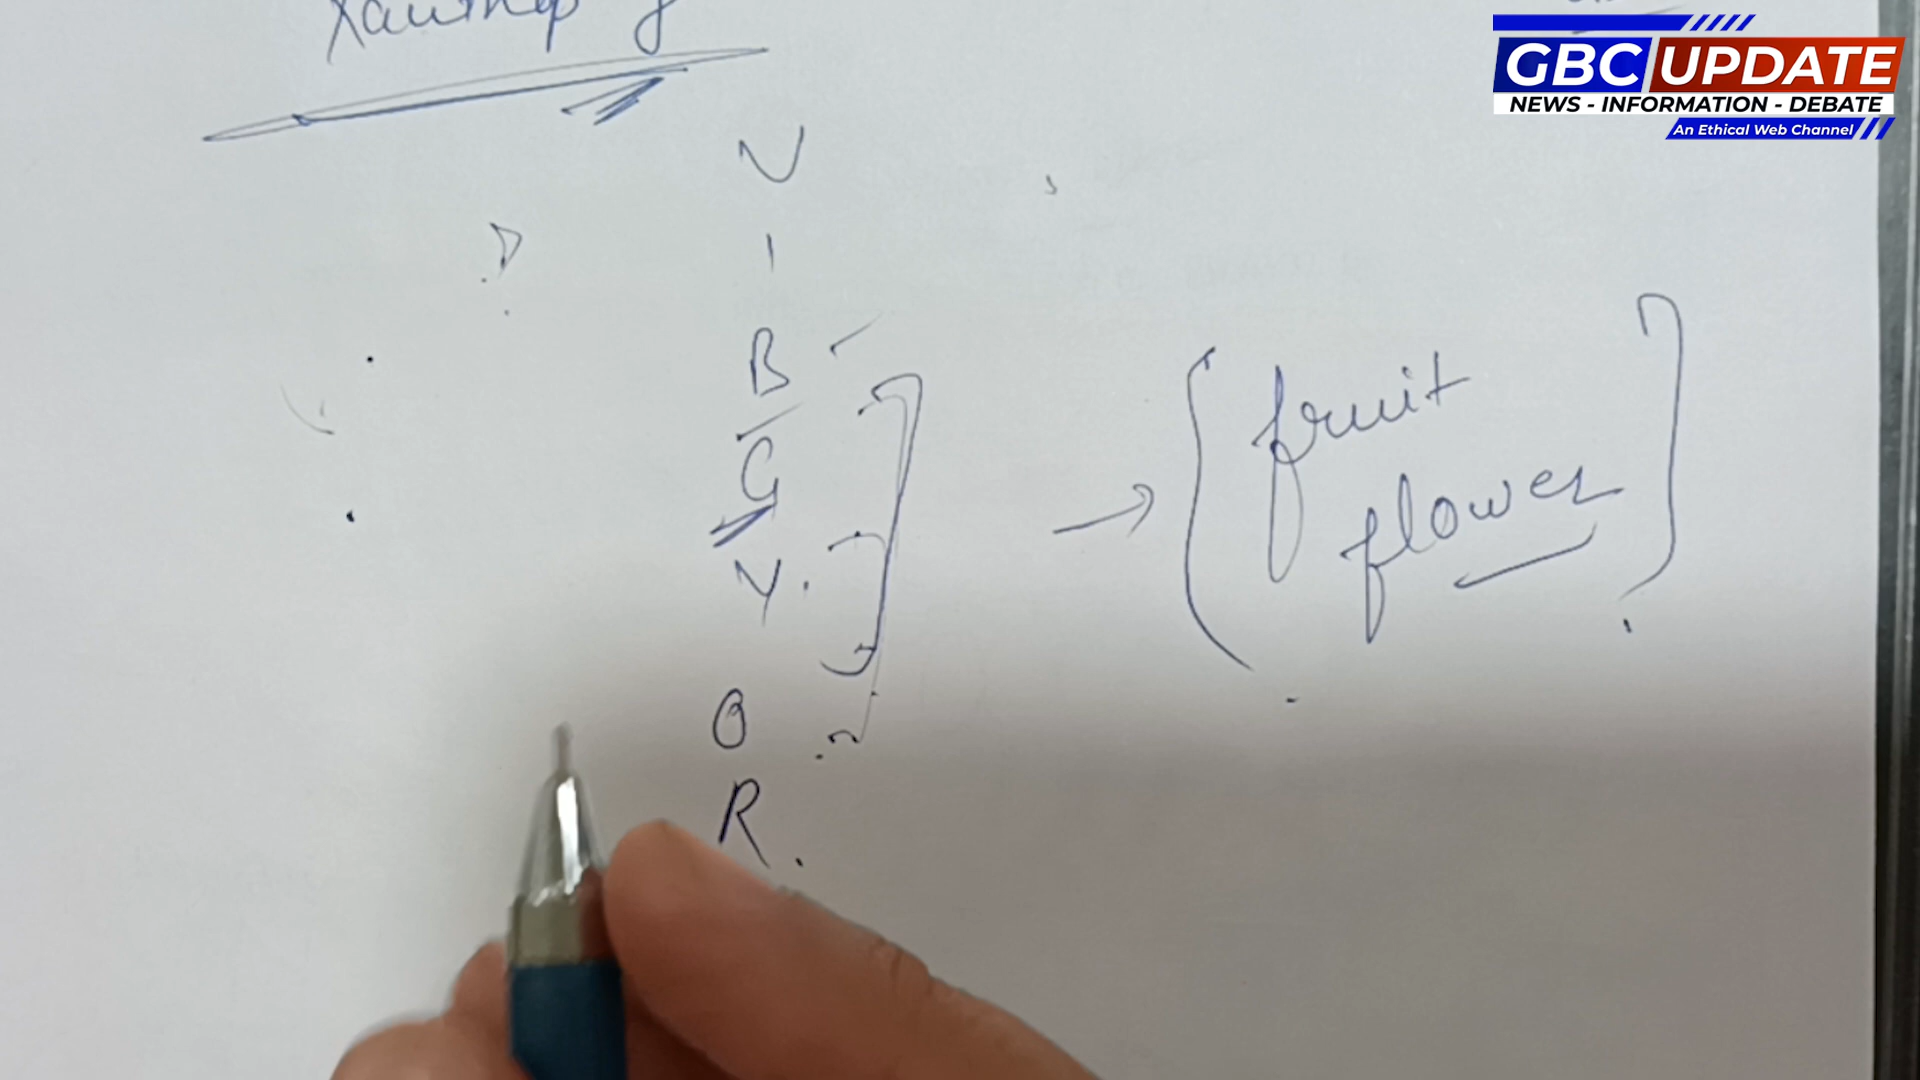 GBC UPDATE
NEWS - INFORMATION - DEBATE
An Ethical Web Channel
V
I
B
G
Y.
O
R.
fruit
flower